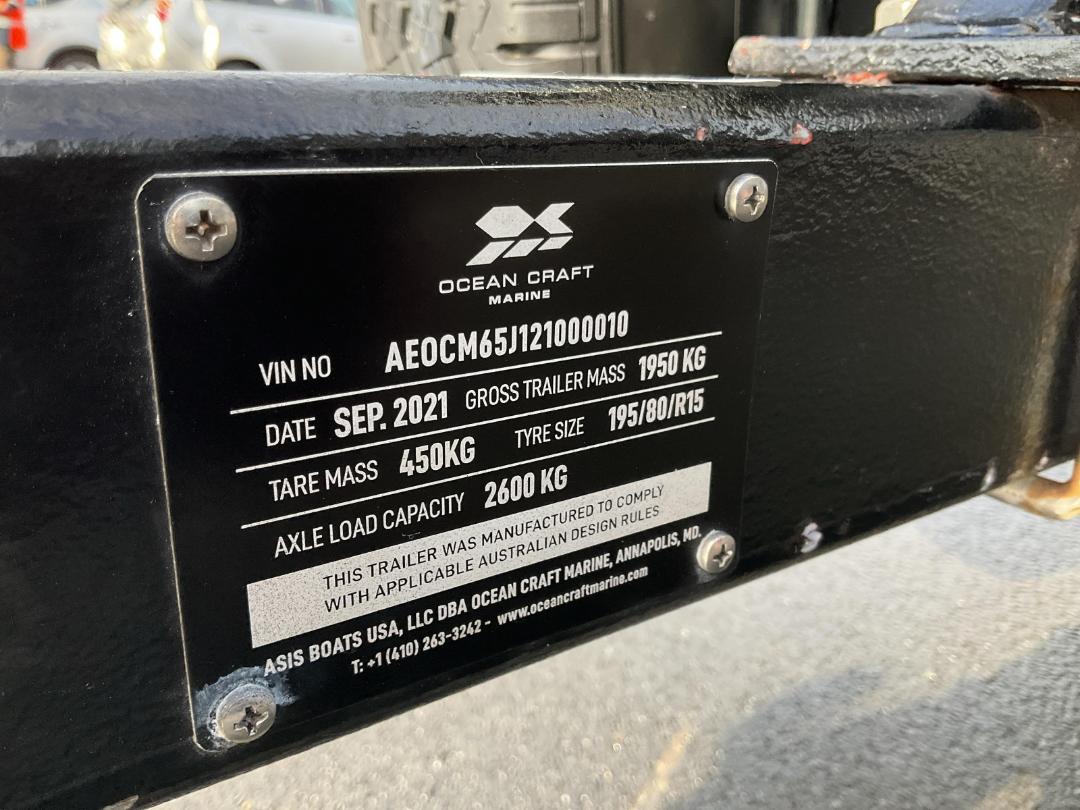 OCEAN CRAFT
MARINE
VIN NO AEOCM65J121000010
DATE SEP. 2021 GROSS TRAILER MASS 1950 KG
TARE MASS 450KG TYRE SIZE 195/80/R15
AXLE LOAD CAPACITY 2600 KG
THIS TRAILER WAS MANUFACTURED TO COMPLY
WITH APPLICABLE AUSTRALIAN DESIGN RULES
ASIS BOATS USA, LLC DBA OCEAN CRAFT MARINE, ANNAPOLIS, MD.
T: +1 (410) 263-3242 - www.oceancraftmarine.com